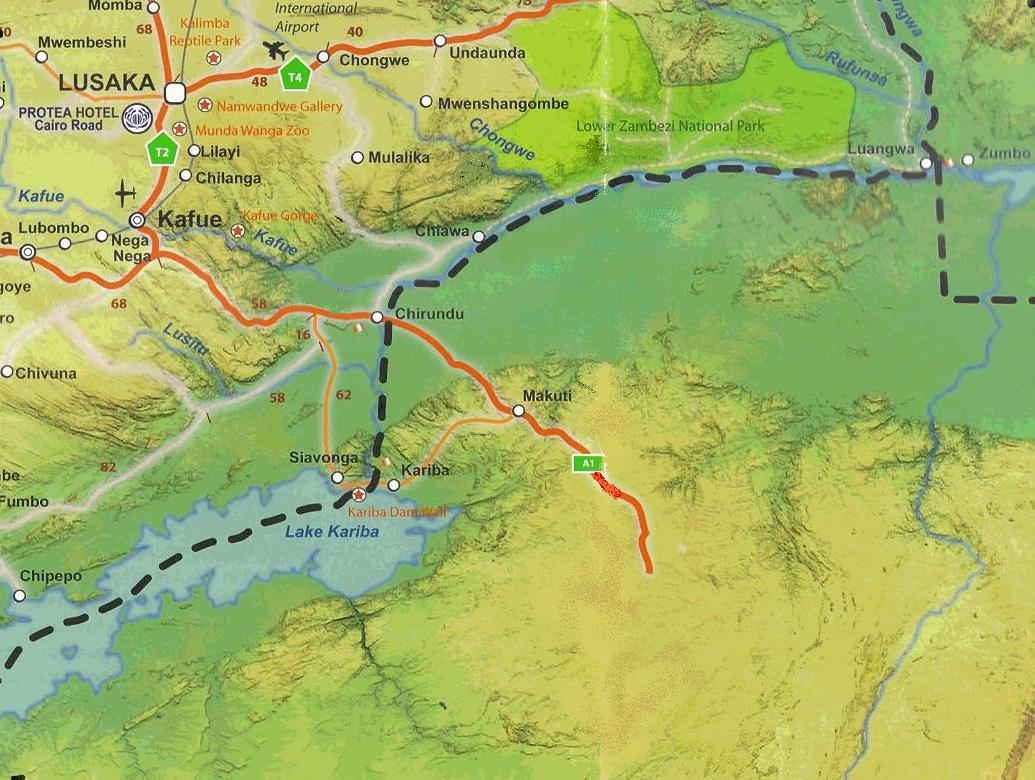 Momba
68
Kalimba
Reptile Park
International
Airport
40
Mwembeshi
Chongwe
Undaunda
LUSAKA
T4
48
PROTEA HOTEL
Cairo Road
Namwandwe Gallery
Mwenshangombe
Munda Wanga Zoo
T2
Lilayi
Chongwe
Mulalika
Chilanga
Rufunsa
Lower Zambezi National Park
Luangwa
Zumbo
Kafue
Kafue
Kafue Gorge
Lubombo
Nega
Nega
Kafue
Chiawa
68
58
Chirundu
16
Lusitu
Chivuna
58
62
Makuti
82
Siavonga
Kariba
A1
Fumbo
Kariba Dam Wall
Lake Kariba
Chipepo